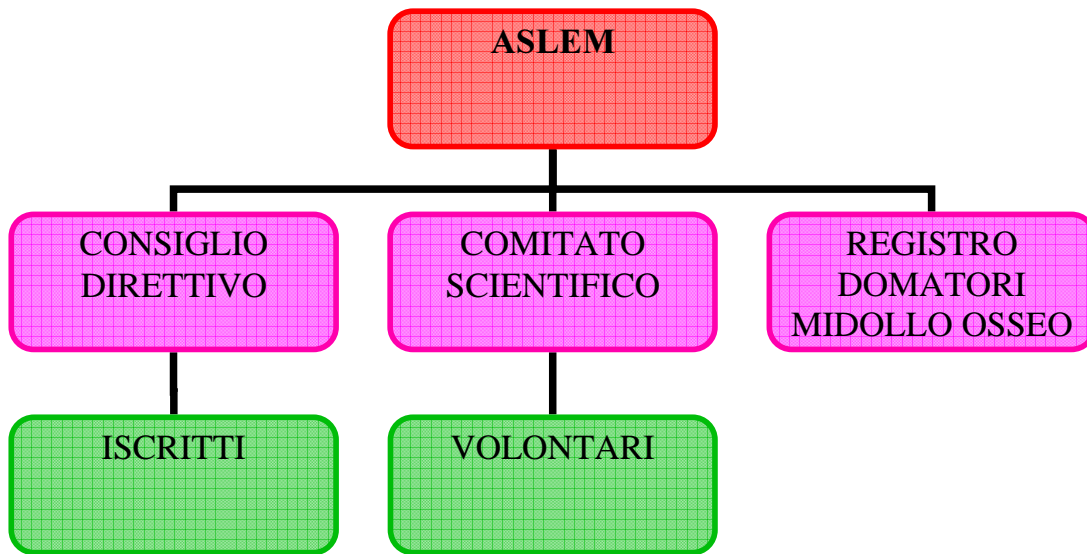 ASLEM
CONSIGLIO
DIRETTIVO
COMITATO
SCIENTIFICO
REGISTRO
DOMATORI
MIDOLLO OSSEO
ISCRITTI
VOLONTARI